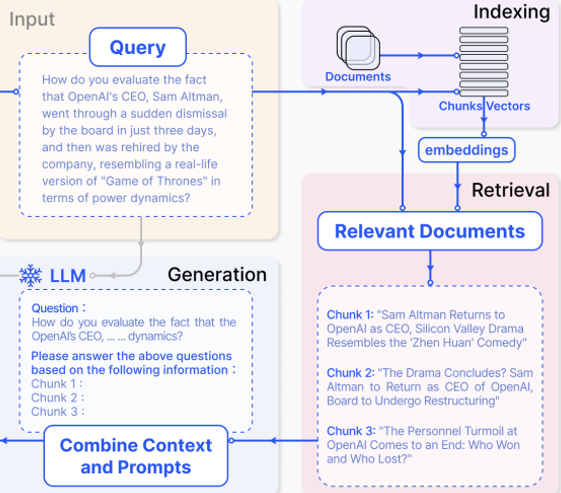 Input
Query
How do you evaluate the fact
that OpenAI's CEO, Sam Altman,
went through a sudden dismissal
by the board in just three days,
and then was rehired by the
company, resembling a real-life
version of "Game of Thrones" in
terms of power dynamics?
Indexing
Documents
Chunks Vectors
embeddings
Retrieval
Relevant Documents
Chunk 1: "Sam Altman Returns to
OpenAI as CEO, Silicon Valley Drama
Resembles the 'Zhen Huan' Comedy"
Chunk 2: "The Drama Concludes? Sam
Altman to Return as CEO of OpenAI,
Board to Undergo Restructuring"
Chunk 3: "The Personnel Turmoil at
OpenAI Comes to an End: Who Won
and Who Lost?"
LLM
Generation
Question :
How do you evaluate the fact that the
OpenAI's CEO, ... ... dynamics?
Please answer the above questions
based on the following information :
Chunk 1 :
Chunk 2 :
Chunk 3 :
Combine Context
and Prompts